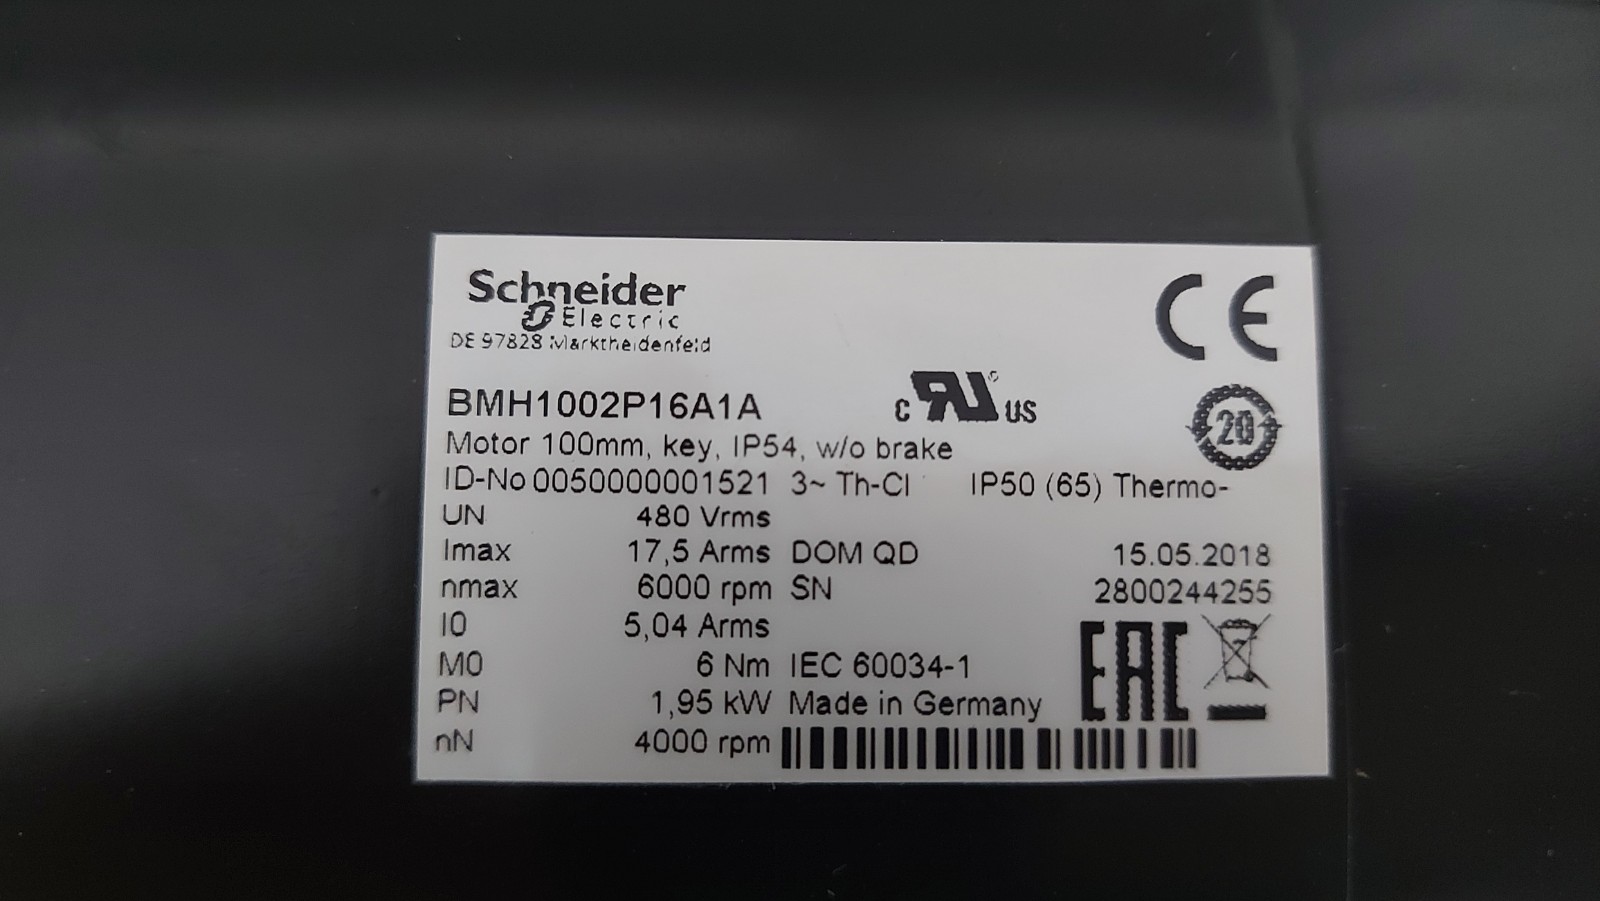 Schneider
Electric
DE 97828 Marktheidenfeld
CE
BMH1002P16A1A
c RU US
20
Motor 100mm, key, IP54, w/o brake
ID-No 0050000001521 3~ Th-Cl IP50 (65) Thermo-
UN 480 Vrms
Imax 17,5 Arms DOM QD 15.05.2018
nmax 6000 rpm SN 2800244255
I0 5,04 Arms
M0 6 Nm IEC 60034-1
EAC
PN 1,95 kW Made in Germany
nN 4000 rpm